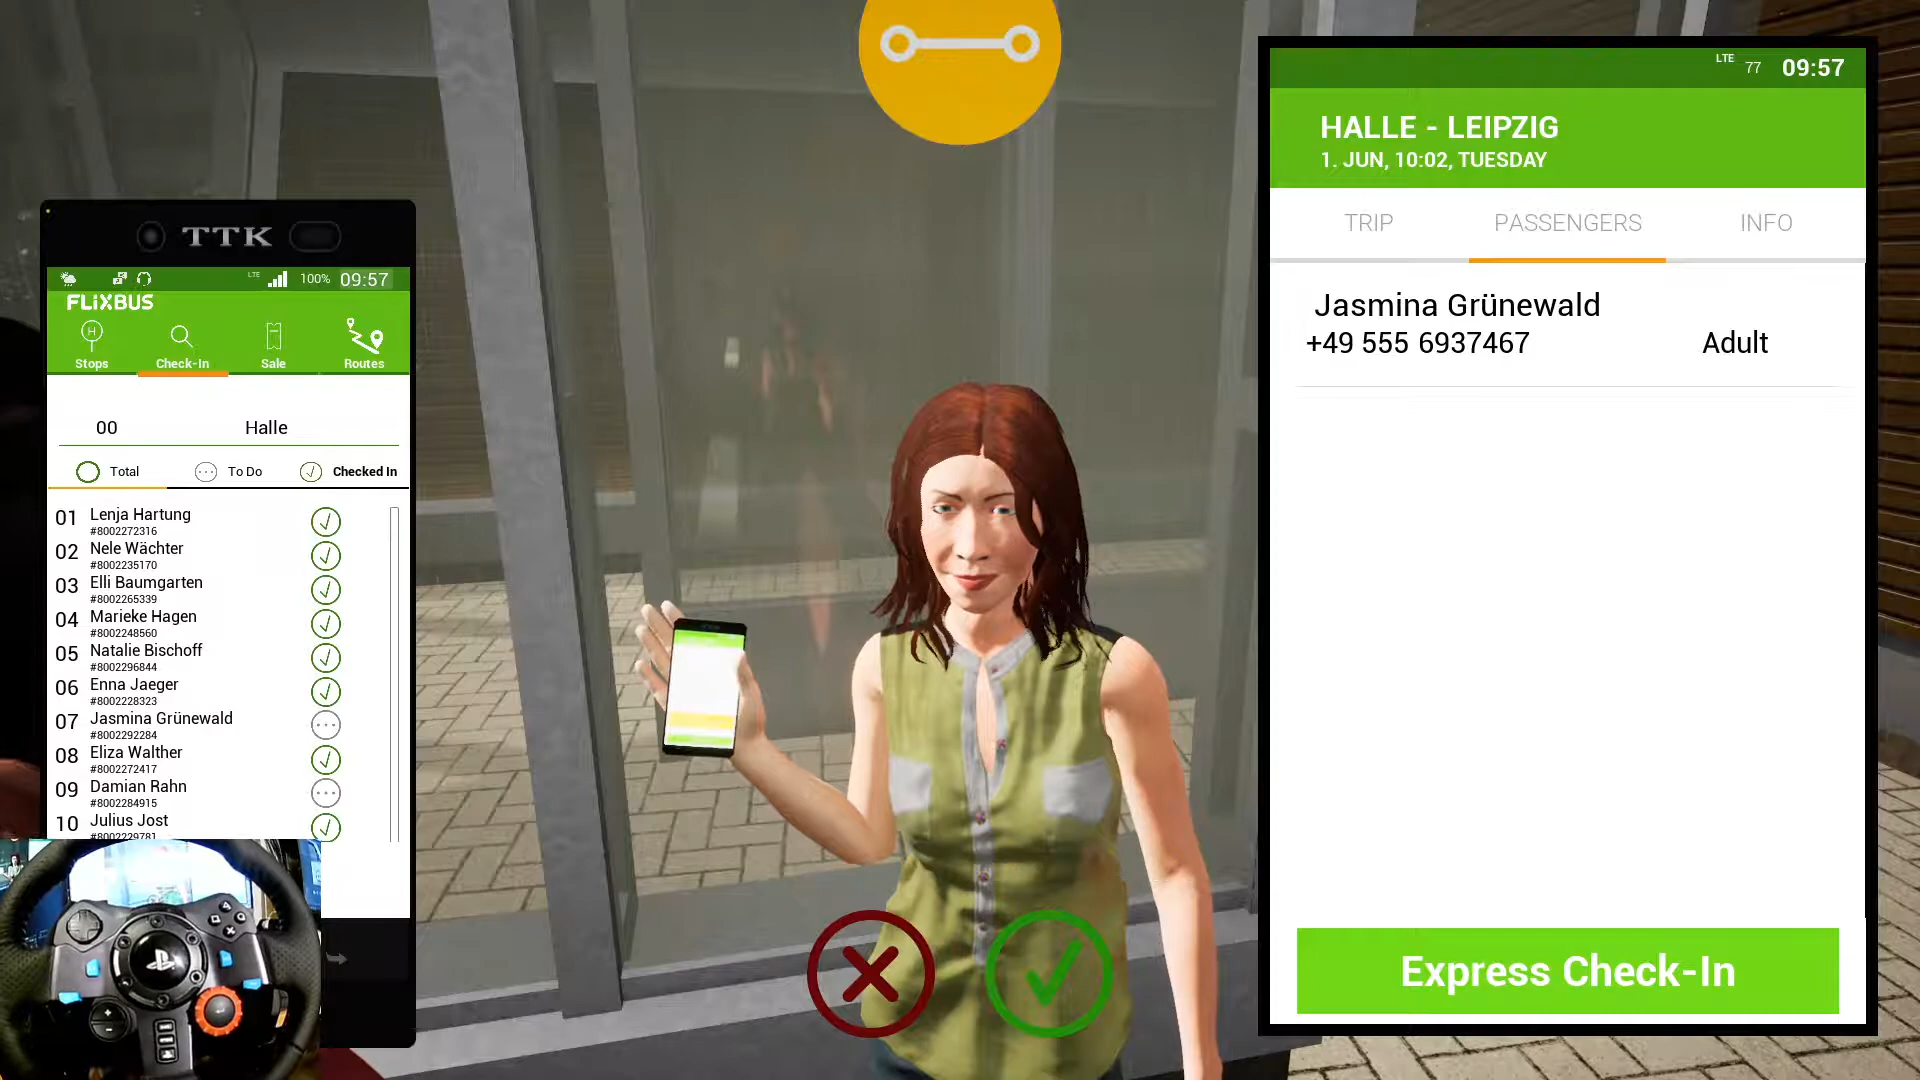 TTK
LTE 100% 09:57
FLiXBUS
H
Stops Check-In Sale Routes
00 Halle
Total To Do Checked In
01 Lenja Hartung
#8002272316
02 Nele Wächter
#8002235170
03 Elli Baumgarten
#8002265339
04 Marieke Hagen
#8002248560
05 Natalie Bischoff
#8002296844
06 Enna Jaeger
#8002228323
07 Jasmina Grünewald
#8002292284
08 Eliza Walther
#8002272417
09 Damian Rahn
#8002284915
10 Julius Jost
#8002229781
LTE 77 09:57
HALLE - LEIPZIG
1. JUN, 10:02, TUESDAY
TRIP PASSENGERS INFO
Jasmina Grünewald
+49 555 6937467 Adult
Express Check-In